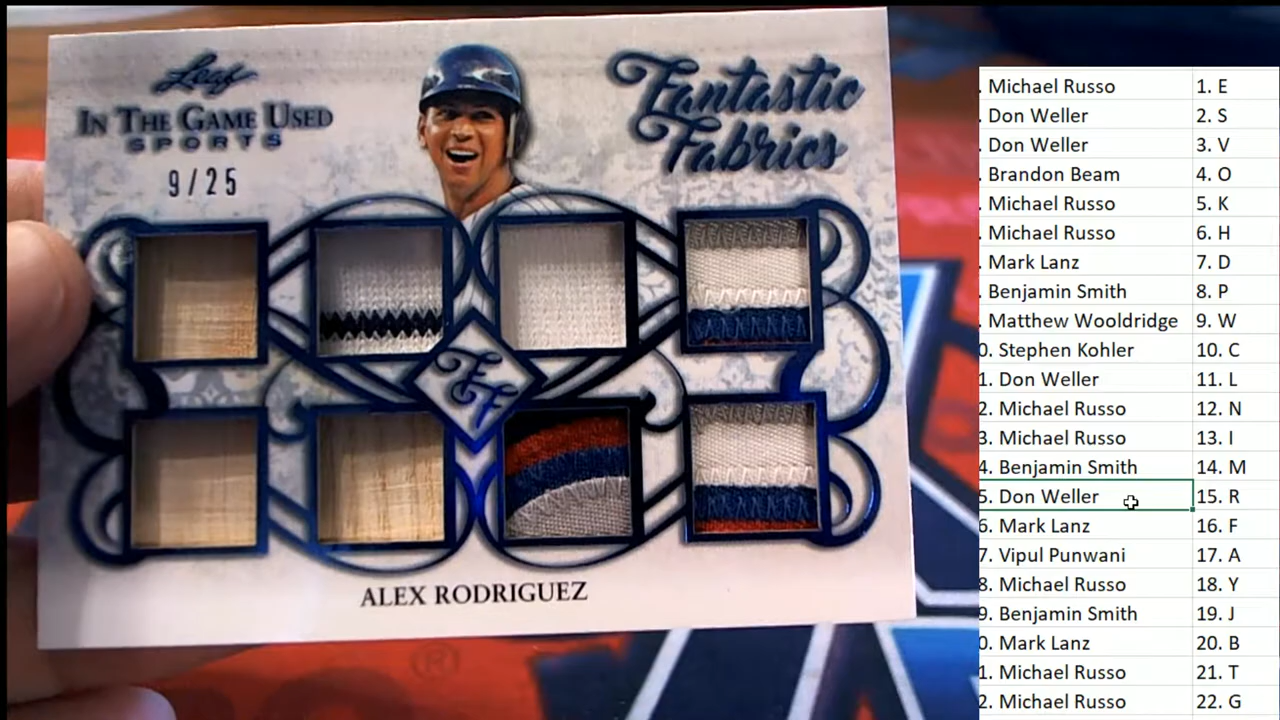 Leaf
IN THE GAME USED
SPORTS
9/25
Fantastic
Fabrics
FF
ALEX RODRIGUEZ
®
. Michael Russo 1. E
. Don Weller 2. S
. Don Weller 3. V
. Brandon Beam 4. O
. Michael Russo 5. K
. Michael Russo 6. H
. Mark Lanz 7. D
. Benjamin Smith 8. P
. Matthew Wooldridge 9. W
0. Stephen Kohler 10. C
1. Don Weller 11. L
2. Michael Russo 12. N
3. Michael Russo 13. I
4. Benjamin Smith 14. M
5. Don Weller 15. R
6. Mark Lanz 16. F
7. Vipul Punwani 17. A
8. Michael Russo 18. Y
9. Benjamin Smith 19. J
0. Mark Lanz 20. B
1. Michael Russo 21. T
2. Michael Russo 22. G